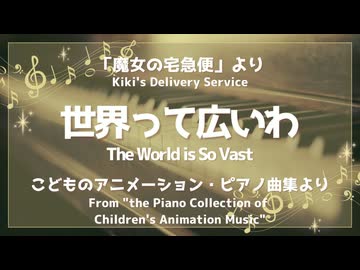 「魔女の宅急便」より
Kiki's Delivery Service
世界って広いわ
The World is So Vast
こどものアニメーション・ピアノ曲集より
From "the Piano Collection of
Children's Animation Music"